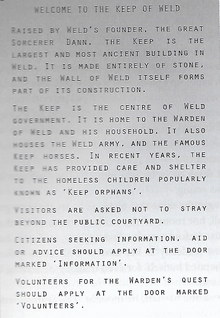 WELCOME TO THE KEEP OF WELD
RAISED BY WELD'S FOUNDER, THE GREAT
SORCERER DANN, THE KEEP IS THE
LARGEST AND MOST ANCIENT BUILDING IN
WELD. IT IS MADE ENTIRELY OF STONE,
AND THE WALL OF WELD ITSELF FORMS
PART OF ITS CONSTRUCTION.
THE KEEP IS THE CENTRE OF WELD
GOVERNMENT. IT IS HOME TO THE WARDEN
OF WELD AND HIS HOUSEHOLD. IT ALSO
HOUSES THE WELD ARMY, AND THE FAMOUS
KEEP HORSES. IN RECENT YEARS, THE
KEEP HAS PROVIDED CARE AND SHELTER
TO THE HOMELESS CHILDREN POPULARLY
KNOWN AS 'KEEP ORPHANS'.
VISITORS ARE ASKED NOT TO STRAY
BEYOND THE PUBLIC COURTYARD.
CITIZENS SEEKING INFORMATION, AID
OR ADVICE SHOULD APPLY AT THE DOOR
MARKED 'INFORMATION'.
VOLUNTEERS FOR THE WARDEN'S QUEST
SHOULD APPLY AT THE DOOR MARKED
'VOLUNTEERS'.